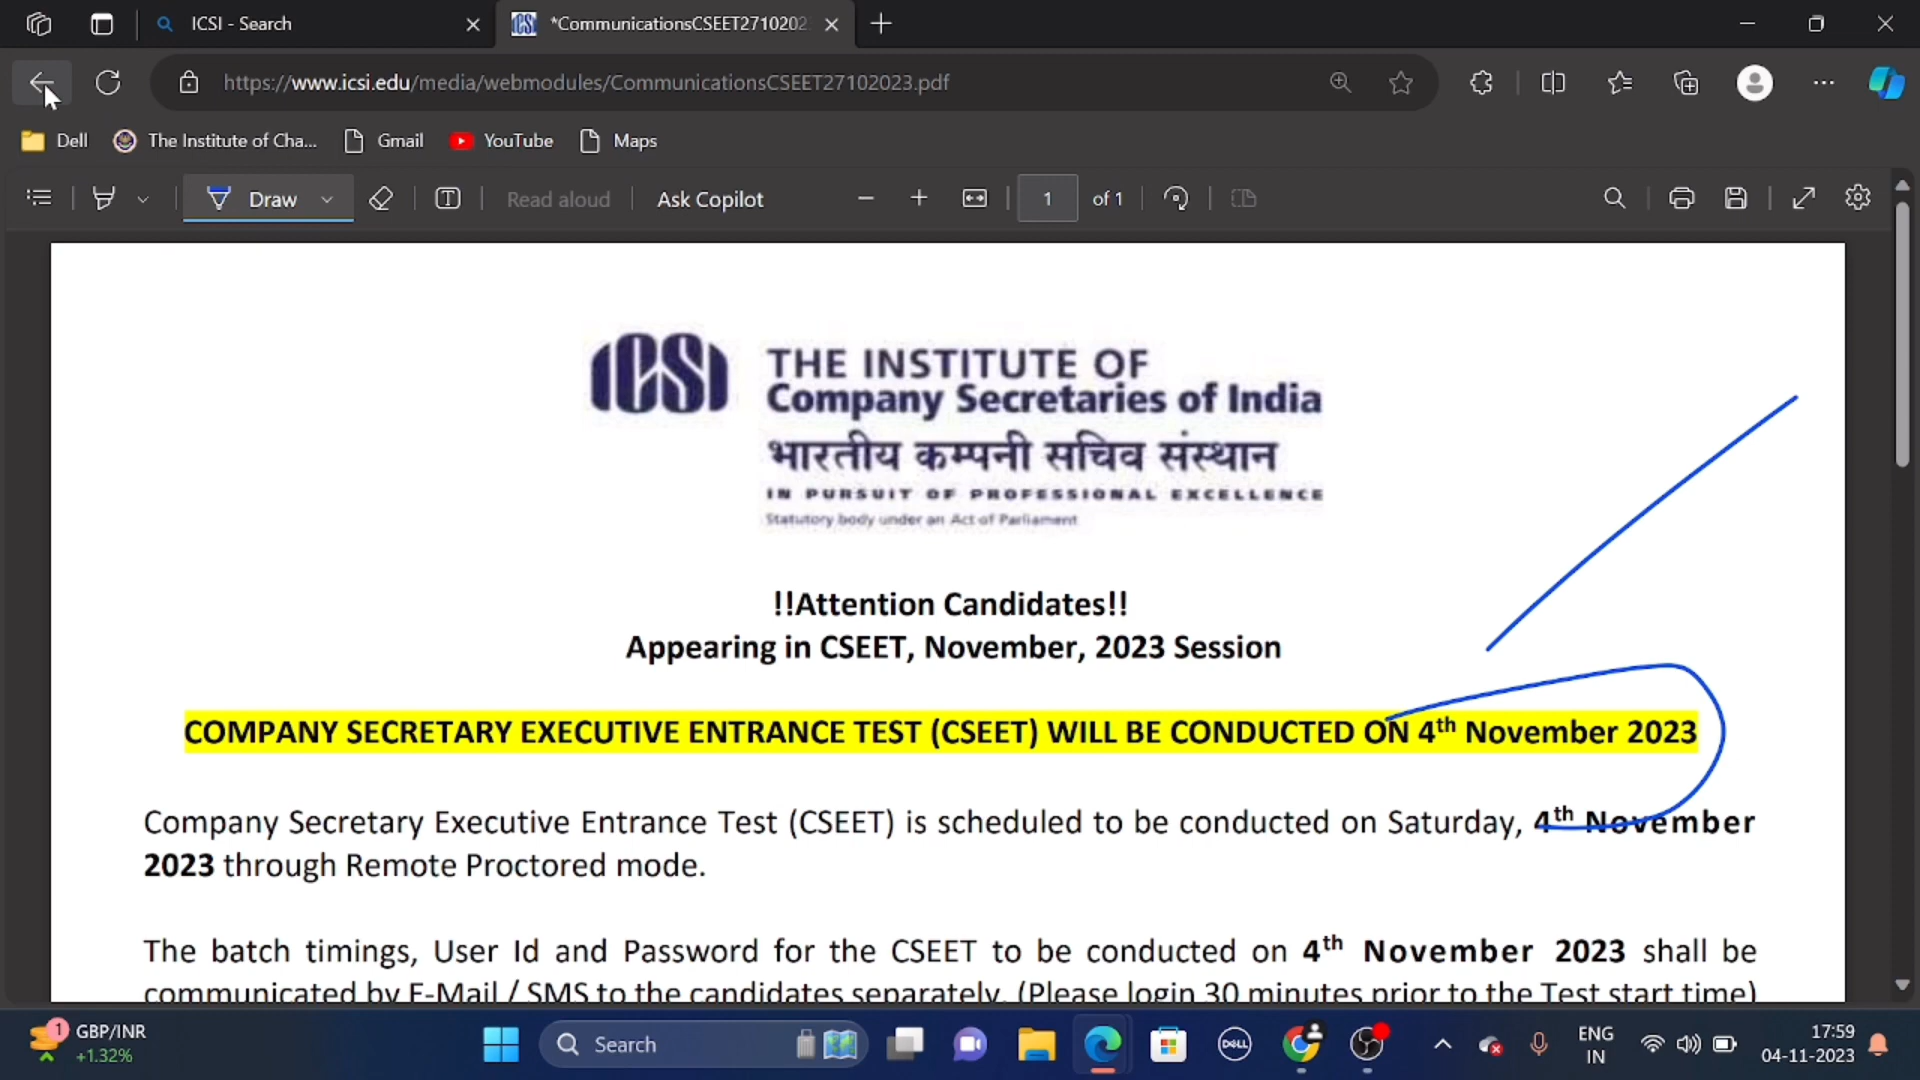 ICSI - Search
*CommunicationsCSEET2710202
https://www.icsi.edu/media/webmodules/CommunicationsCSEET27102023.pdf
Dell
The Institute of Cha...
Gmail
YouTube
Maps
Draw
Read aloud
Ask Copilot
1
of 1
ICSI
THE INSTITUTE OF
Company Secretaries of India
भारतीय कम्पनी सचिव संस्थान
IN PURSUIT OF PROFESSIONAL EXCELLENCE
Statutory body under an Act of Parliament
!!Attention Candidates!!
Appearing in CSEET, November, 2023 Session
COMPANY SECRETARY EXECUTIVE ENTRANCE TEST (CSEET) WILL BE CONDUCTED ON 4th November 2023
Company Secretary Executive Entrance Test (CSEET) is scheduled to be conducted on Saturday, 4th November
2023 through Remote Proctored mode.
The batch timings, User Id and Password for the CSEET to be conducted on 4th November 2023 shall be
communicated by E-Mail / SMS to the candidates separately. (Please login 30 minutes prior to the Test start time)
1
GBP/INR
+1.32%
Search
DELL
ENG
IN
17:59
04-11-2023